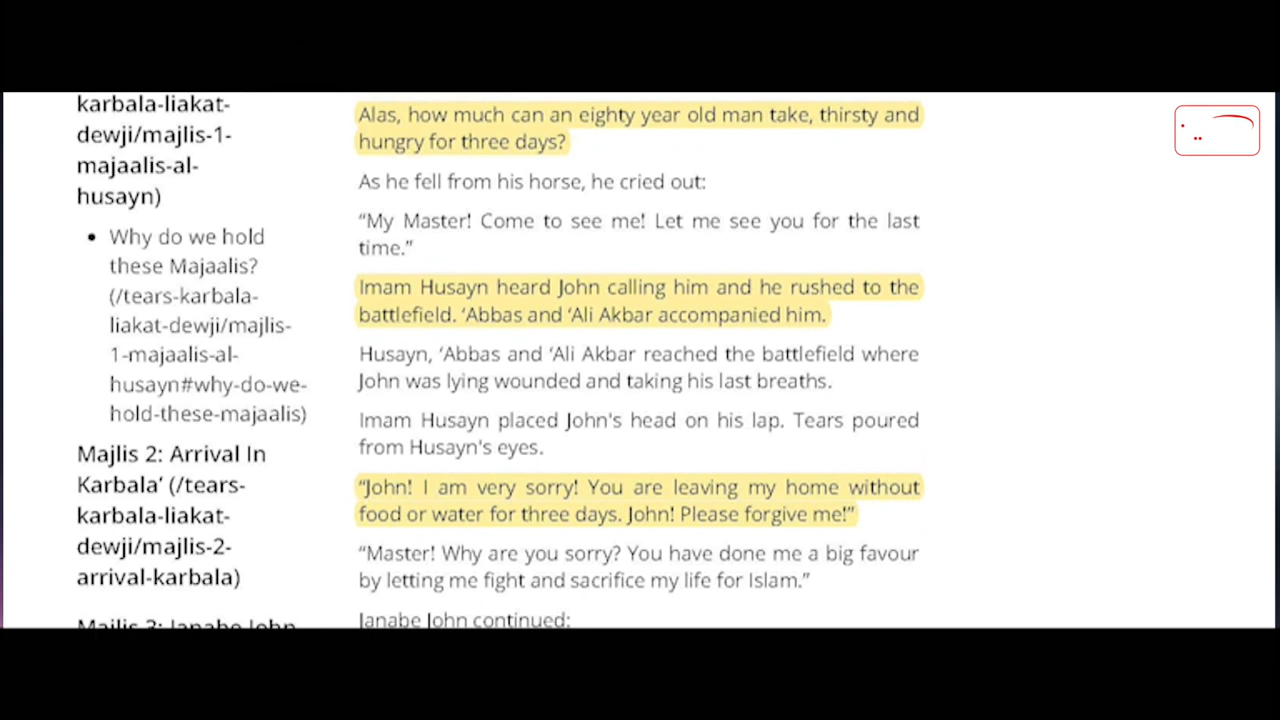 karbala-liakat-
dewji/majlis-1-
majaalis-al-
husayn)
• Why do we hold
these Majaalis?
(/tears-karbala-
liakat-dewji/majlis-
1-majaalis-al-
husayn#why-do-we-
hold-these-majaalis)
Majlis 2: Arrival In
Karbala’ (/tears-
karbala-liakat-
dewji/majlis-2-
arrival-karbala)
Majlis 3: Janabe John
Alas, how much can an eighty year old man take, thirsty and
hungry for three days?
As he fell from his horse, he cried out:
“My Master! Come to see me! Let me see you for the last
time.”
Imam Husayn heard John calling him and he rushed to the
battlefield. ‘Abbas and ‘Ali Akbar accompanied him.
Husayn, ‘Abbas and ‘Ali Akbar reached the battlefield where
John was lying wounded and taking his last breaths.
Imam Husayn placed John's head on his lap. Tears poured
from Husayn's eyes.
“John! I am very sorry! You are leaving my home without
food or water for three days. John! Please forgive me!”
“Master! Why are you sorry? You have done me a big favour
by letting me fight and sacrifice my life for Islam.”
Janabe John continued: